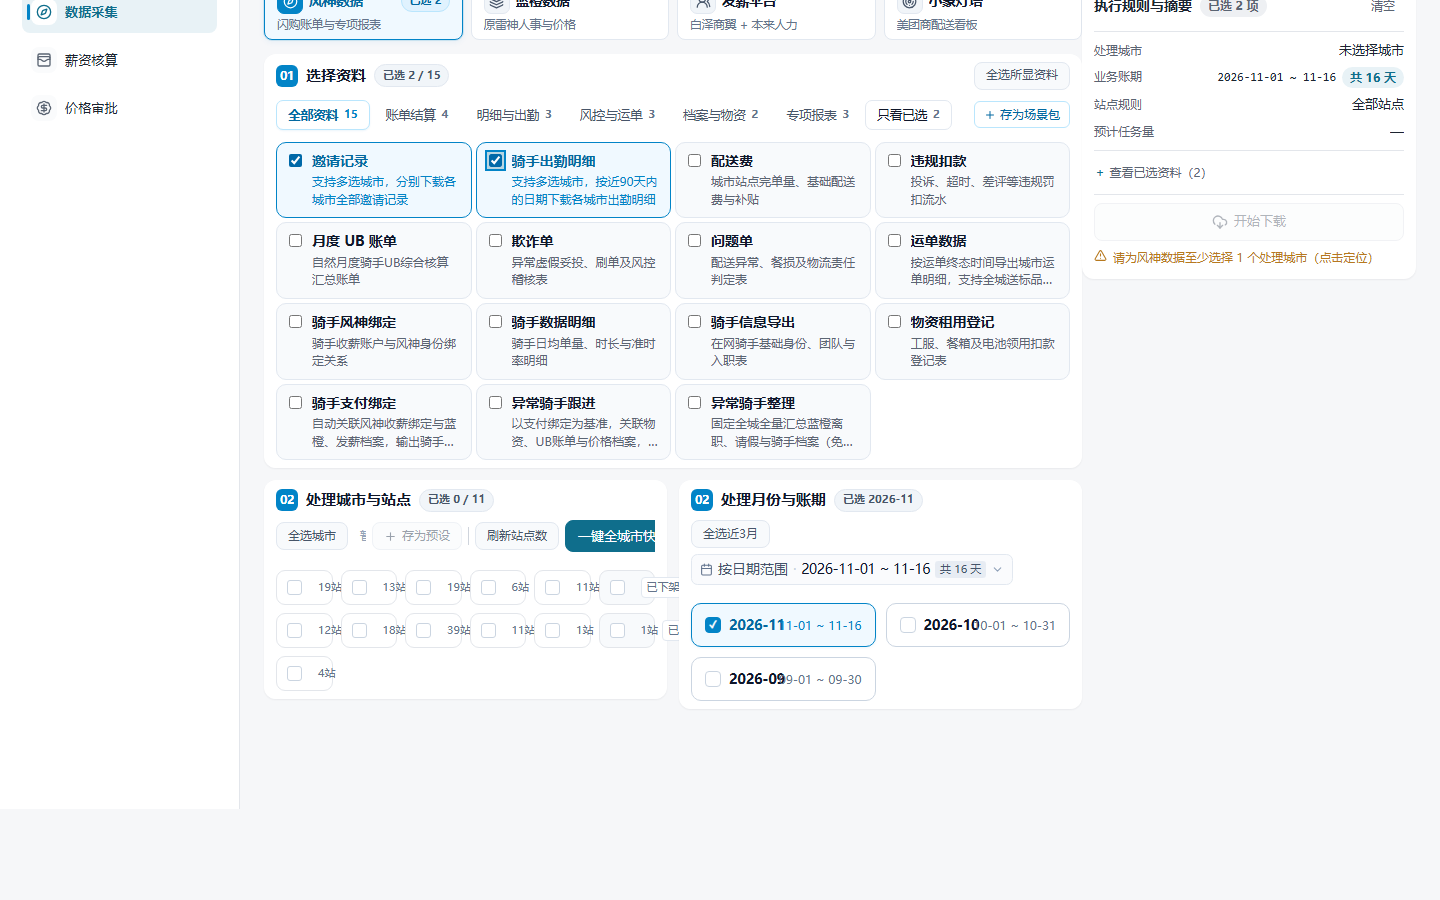 数据采集
薪资核算
价格审批
风神数据
已选 2
闪购账单与专项报表
蓝橙数据
原雷神人事与价格
发薪平台
白泽商翼 + 本来人力
小象灯塔
美团商配送看板
01 选择资料 已选 2 / 15
全选所显资料
全部资料 15
账单结算 4
明细与出勤 3
风控与运单 3
档案与物资 2
专项报表 3
只看已选 2
+ 存为场景包
邀请记录
支持多选城市，分别下载各
城市全部邀请记录
骑手出勤明细
支持多选城市，按近90天内
的日期下载各城市出勤明细
配送费
城市站点完单量、基础配送
费与补贴
违规扣款
投诉、超时、差评等违规罚
扣流水
月度 UB 账单
自然月度骑手UB综合核算
汇总账单
欺诈单
异常虚假妥投、刷单及风控
稽核表
问题单
配送异常、餐损及物流责任
判定表
运单数据
按运单终态时间导出城市运
单明细，支持全城送标品...
骑手风神绑定
骑手收薪账户与风神身份绑
定关系
骑手数据明细
骑手日均单量、时长与准时
率明细
骑手信息导出
在网骑手基础身份、团队与
入职表
物资租用登记
工服、餐箱及电池领用扣款
登记表
骑手支付绑定
自动关联风神收薪绑定与蓝
橙、发薪档案，输出骑手...
异常骑手跟进
以支付绑定为基准，关联物
资、UB账单与价格档案，...
异常骑手整理
固定全城全量汇总蓝橙离
职、请假与骑手档案（免...
02 处理城市与站点 已选 0 / 11
全选城市
+ 存为预设
刷新站点数
一键全城市快
19站
13站
19站
6站
11站
已下架
12站
18站
39站
11站
1站
1站
已
4站
02 处理月份与账期 已选 2026-11
全选近3月
按日期范围 · 2026-11-01 ~ 11-16 共 16 天
2026-11 11-01 ~ 11-16
2026-10 10-01 ~ 10-31
2026-09 09-01 ~ 09-30
执行规则与摘要 已选 2 项
清空
处理城市 未选择城市
业务账期 2026-11-01 ~ 11-16 共 16 天
站点规则 全部站点
预计任务量 —
+ 查看已选资料（2）
开始下载
请为风神数据至少选择 1 个处理城市（点击定位）